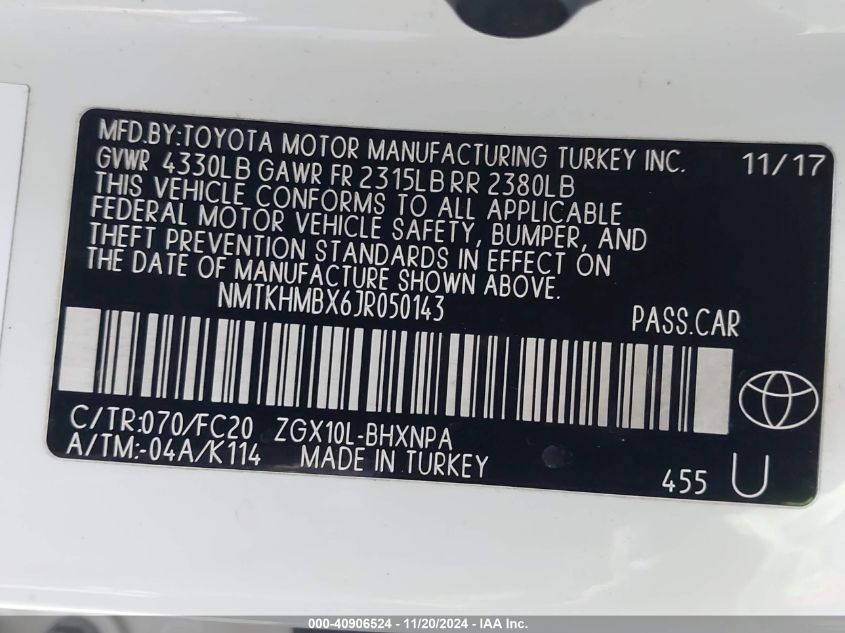 MFD.BY:TOYOTA MOTOR MANUFACTURING TURKEY INC. 11/17
GVWR 4330LB GAWR FR 2315LB RR 2380LB
THIS VEHICLE CONFORMS TO ALL APPLICABLE
FEDERAL MOTOR VEHICLE SAFETY, BUMPER, AND
THEFT PREVENTION STANDARDS IN EFFECT ON
THE DATE OF MANUFACTURE SHOWN ABOVE.
NMTKHMBX6JR050143 PASS.CAR
C/TR:070/FC20 ZGX10L-BHXNPA
A/TM:-04A/K114 MADE IN TURKEY
455 U
000-40906524 - 11/20/2024 - IAA Inc.